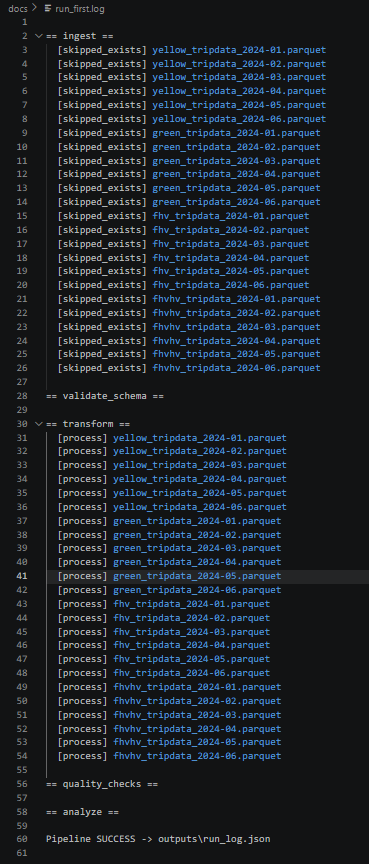 docs > run_first.log
1
2 == ingest ==
3 [skipped_exists] yellow_tripdata_2024-01.parquet
4 [skipped_exists] yellow_tripdata_2024-02.parquet
5 [skipped_exists] yellow_tripdata_2024-03.parquet
6 [skipped_exists] yellow_tripdata_2024-04.parquet
7 [skipped_exists] yellow_tripdata_2024-05.parquet
8 [skipped_exists] yellow_tripdata_2024-06.parquet
9 [skipped_exists] green_tripdata_2024-01.parquet
10 [skipped_exists] green_tripdata_2024-02.parquet
11 [skipped_exists] green_tripdata_2024-03.parquet
12 [skipped_exists] green_tripdata_2024-04.parquet
13 [skipped_exists] green_tripdata_2024-05.parquet
14 [skipped_exists] green_tripdata_2024-06.parquet
15 [skipped_exists] fhv_tripdata_2024-01.parquet
16 [skipped_exists] fhv_tripdata_2024-02.parquet
17 [skipped_exists] fhv_tripdata_2024-03.parquet
18 [skipped_exists] fhv_tripdata_2024-04.parquet
19 [skipped_exists] fhv_tripdata_2024-05.parquet
20 [skipped_exists] fhv_tripdata_2024-06.parquet
21 [skipped_exists] fhvhv_tripdata_2024-01.parquet
22 [skipped_exists] fhvhv_tripdata_2024-02.parquet
23 [skipped_exists] fhvhv_tripdata_2024-03.parquet
24 [skipped_exists] fhvhv_tripdata_2024-04.parquet
25 [skipped_exists] fhvhv_tripdata_2024-05.parquet
26 [skipped_exists] fhvhv_tripdata_2024-06.parquet
27
28 == validate_schema ==
29
30 == transform ==
31 [process] yellow_tripdata_2024-01.parquet
32 [process] yellow_tripdata_2024-02.parquet
33 [process] yellow_tripdata_2024-03.parquet
34 [process] yellow_tripdata_2024-04.parquet
35 [process] yellow_tripdata_2024-05.parquet
36 [process] yellow_tripdata_2024-06.parquet
37 [process] green_tripdata_2024-01.parquet
38 [process] green_tripdata_2024-02.parquet
39 [process] green_tripdata_2024-03.parquet
40 [process] green_tripdata_2024-04.parquet
41 [process] green_tripdata_2024-05.parquet
42 [process] green_tripdata_2024-06.parquet
43 [process] fhv_tripdata_2024-01.parquet
44 [process] fhv_tripdata_2024-02.parquet
45 [process] fhv_tripdata_2024-03.parquet
46 [process] fhv_tripdata_2024-04.parquet
47 [process] fhv_tripdata_2024-05.parquet
48 [process] fhv_tripdata_2024-06.parquet
49 [process] fhvhv_tripdata_2024-01.parquet
50 [process] fhvhv_tripdata_2024-02.parquet
51 [process] fhvhv_tripdata_2024-03.parquet
52 [process] fhvhv_tripdata_2024-04.parquet
53 [process] fhvhv_tripdata_2024-05.parquet
54 [process] fhvhv_tripdata_2024-06.parquet
55
56 == quality_checks ==
57
58 == analyze ==
59
60 Pipeline SUCCESS -> outputs\run_log.json
61